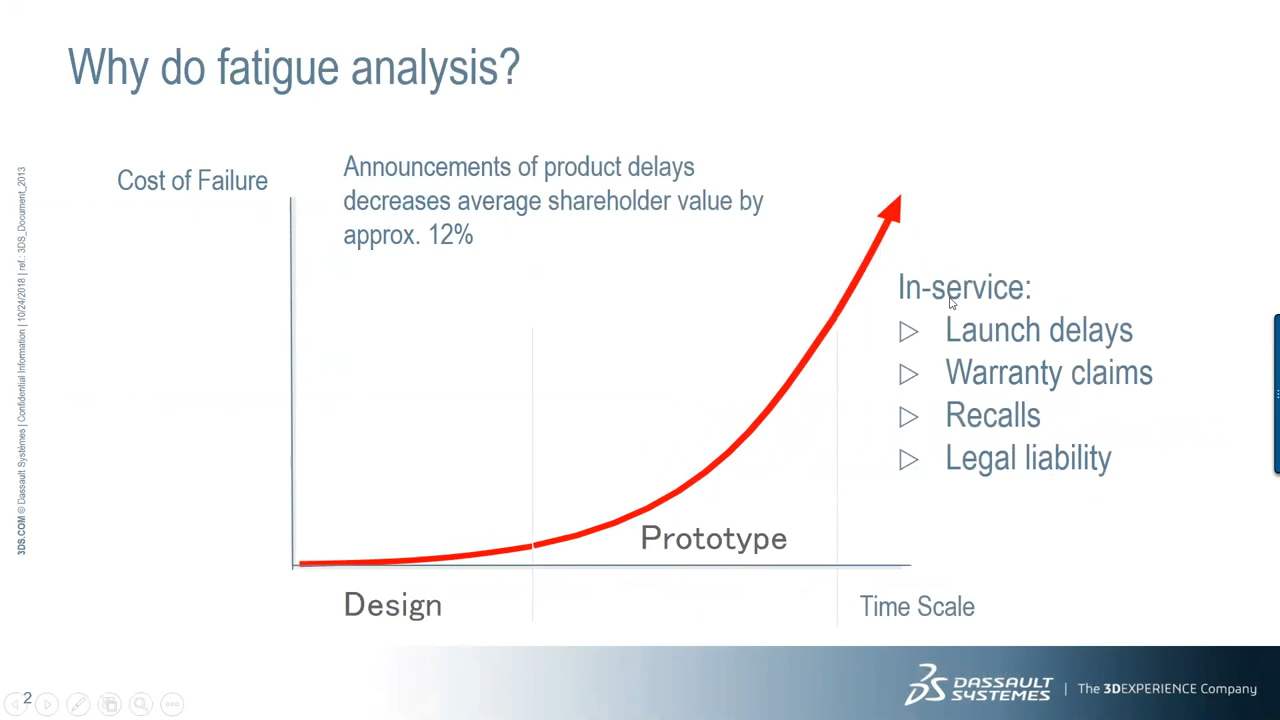 Why do fatigue analysis?
Cost of Failure
Announcements of product delays
decreases average shareholder value by
approx. 12%
In-service:
Launch delays
Warranty claims
Recalls
Legal liability
Prototype
Design
Time Scale
3DS.COM © Dassault Systèmes | Confidential Information | 10/24/2018 | ref.: 3DS_Document_2013
2
DASSAULT
SYSTEMES
The 3DEXPERIENCE Company